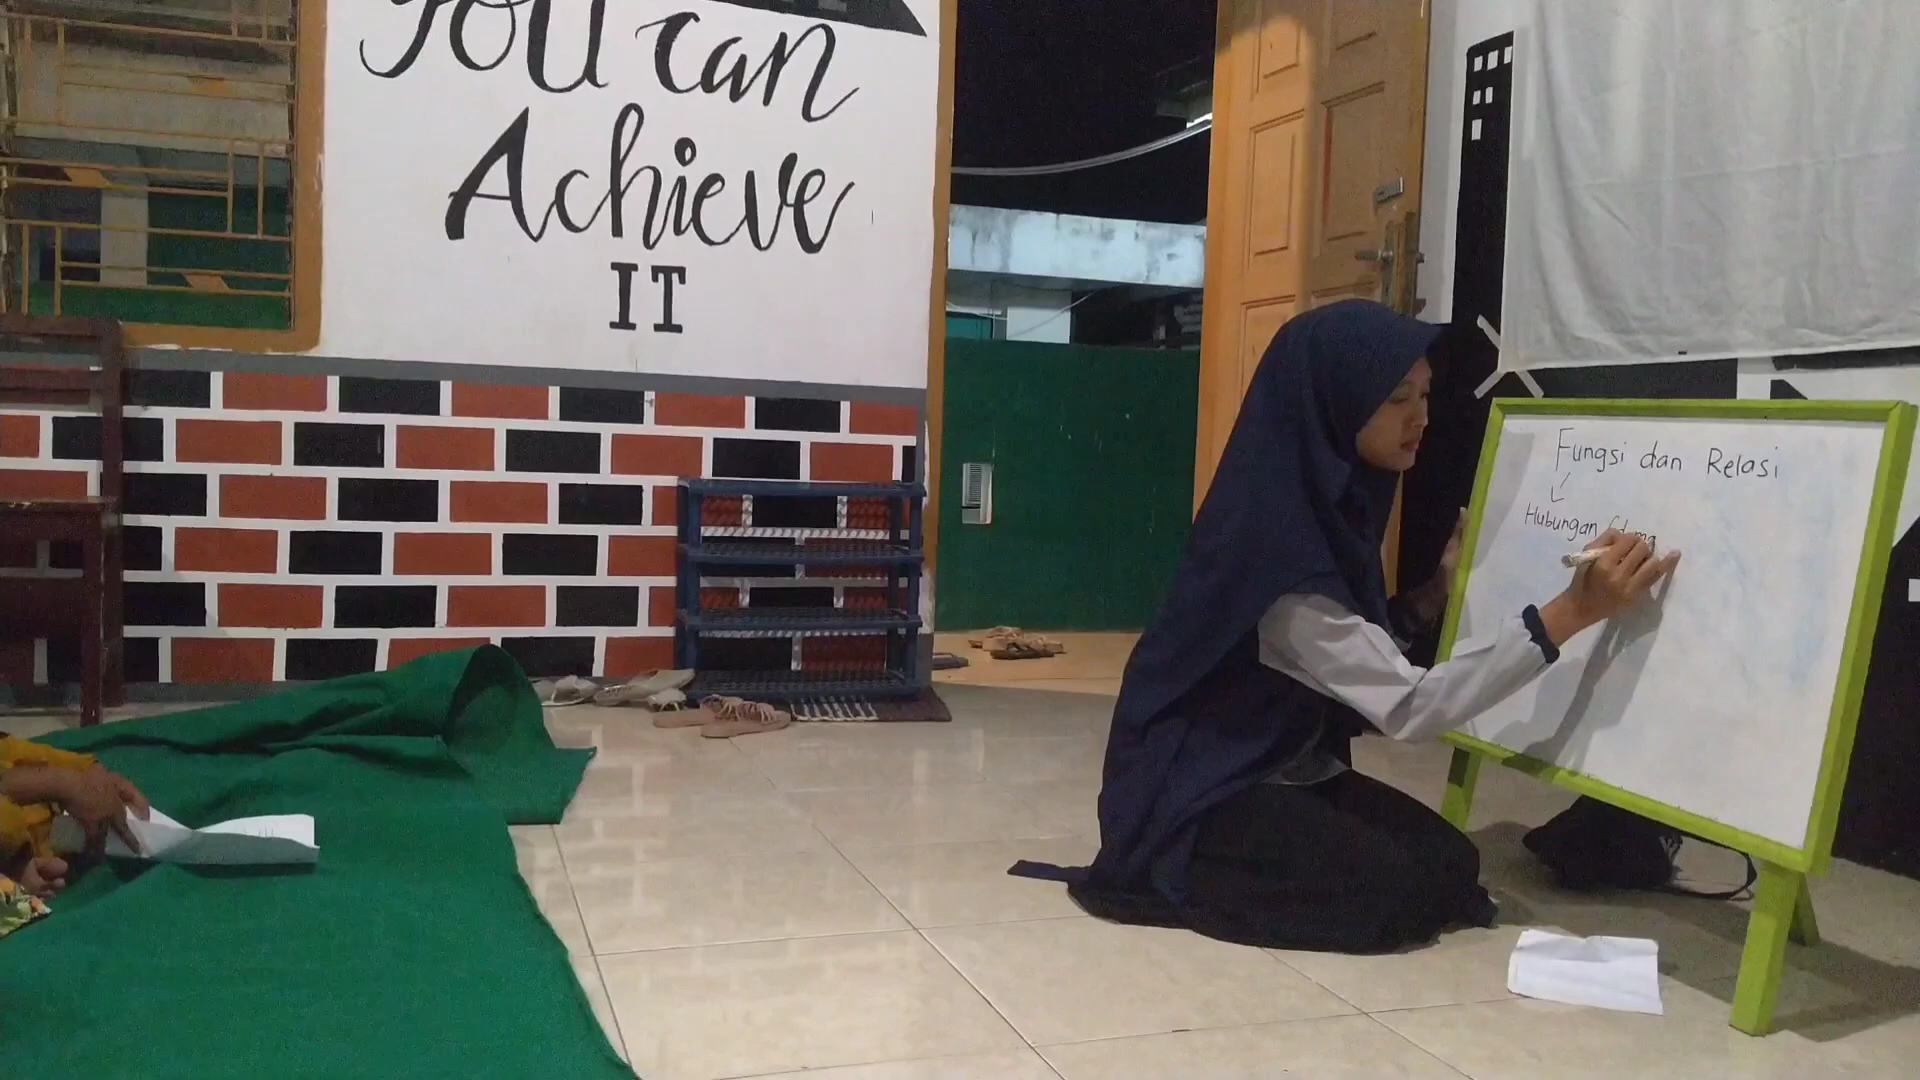 You can
Achieve
IT
Fungsi dan Relasi
Hubungan